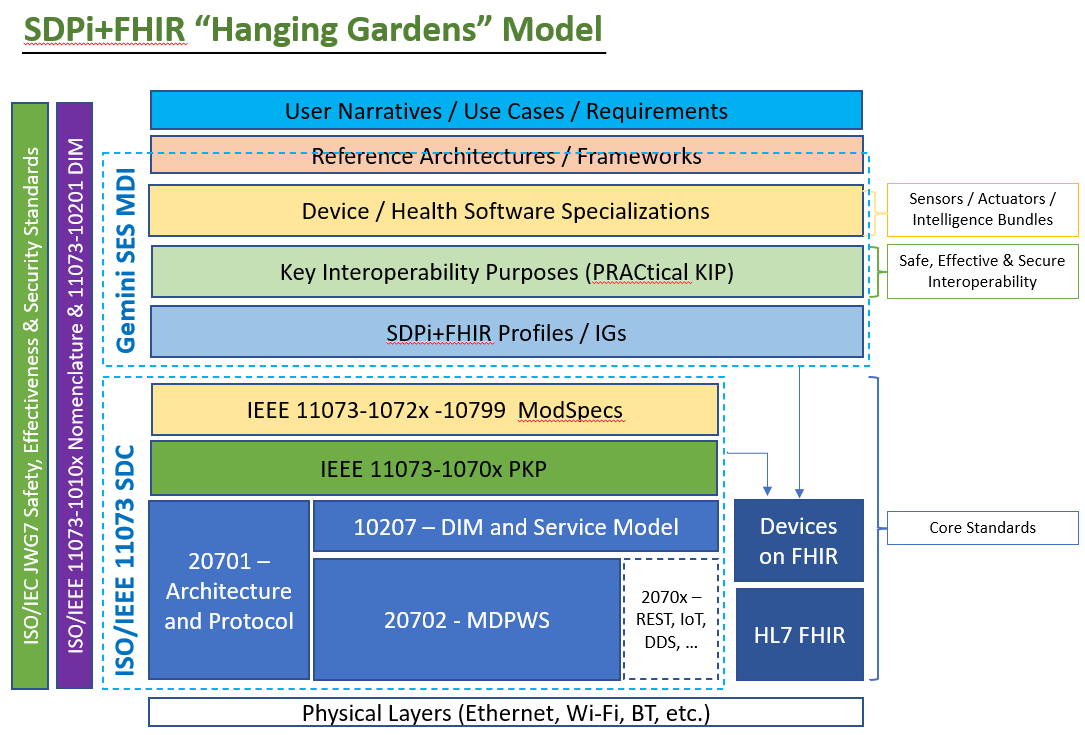 SDPi+FHIR “Hanging Gardens” Model
ISO/IEC JWG7 Safety, Effectiveness & Security Standards
ISO/IEEE 11073-1010x Nomenclature & 11073-10201 DIM
User Narratives / Use Cases / Requirements
Reference Architectures / Frameworks
Gemini SES MDI
Device / Health Software Specializations
Sensors / Actuators /
Intelligence Bundles
Key Interoperability Purposes (PRACtical KIP)
Safe, Effective & Secure
Interoperability
SDPi+FHIR Profiles / IGs
ISO/IEEE 11073 SDC
IEEE 11073-1072x -10799 ModSpecs
IEEE 11073-1070x PKP
20701 –
Architecture
and Protocol
10207 – DIM and Service Model
20702 - MDPWS
2070x –
REST, IoT,
DDS, ...
Devices
on FHIR
HL7 FHIR
Core Standards
Physical Layers (Ethernet, Wi-Fi, BT, etc.)